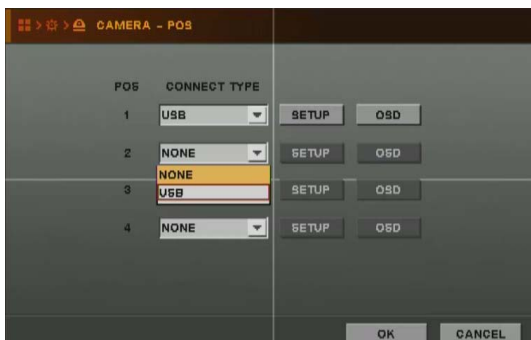 CAMERA - POS
POS CONNECT TYPE
1 USB SETUP OSD
2 NONE SETUP OSD
NONE
3 USB SETUP OSD
4 NONE SETUP OSD
OK CANCEL